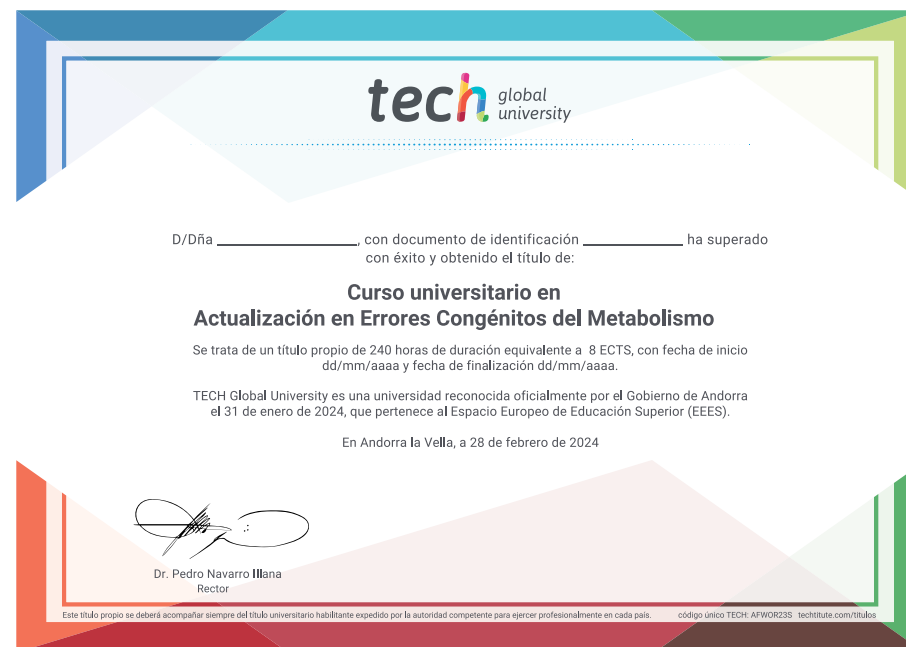 tech global university
D/Dña ____________________, con documento de identificación ______________ ha superado
con éxito y obtenido el título de:
Curso universitario en
Actualización en Errores Congénitos del Metabolismo
Se trata de un título propio de 240 horas de duración equivalente a 8 ECTS, con fecha de inicio
dd/mm/aaaa y fecha de finalización dd/mm/aaaa.
TECH Global University es una universidad reconocida oficialmente por el Gobierno de Andorra
el 31 de enero de 2024, que pertenece al Espacio Europeo de Educación Superior (EEES).
En Andorra la Vella, a 28 de febrero de 2024
Dr. Pedro Navarro Illana
Rector
Este título propio se deberá acompañar siempre del título universitario habilitante expedido por la autoridad competente para ejercer profesionalmente en cada país. código único TECH: AFWOR23S techtitute.com/titulos